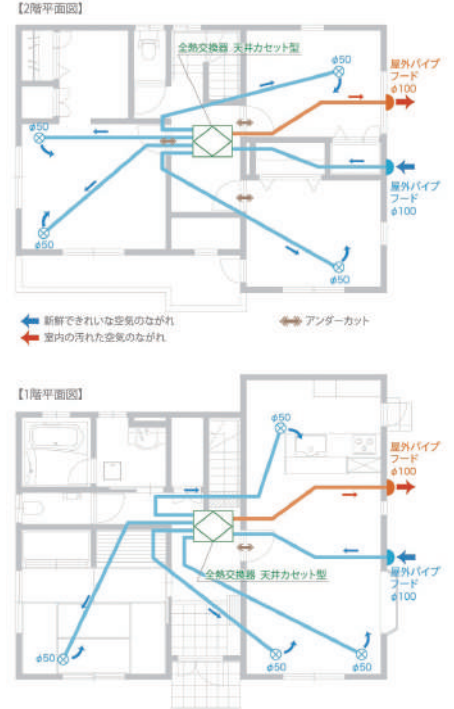 【2階平面図】
全熱交換器 天井カセット型
屋外パイプ
フード
φ100
φ50
φ50
屋外パイプ
フード
φ100
φ50
φ50
新鮮できれいな空気のながれ
アンダーカット
室内の汚れた空気のながれ
【1階平面図】
φ50
屋外パイプ
フード
φ100
全熱交換器 天井カセット型
屋外パイプ
フード
φ100
φ50
φ50
φ50